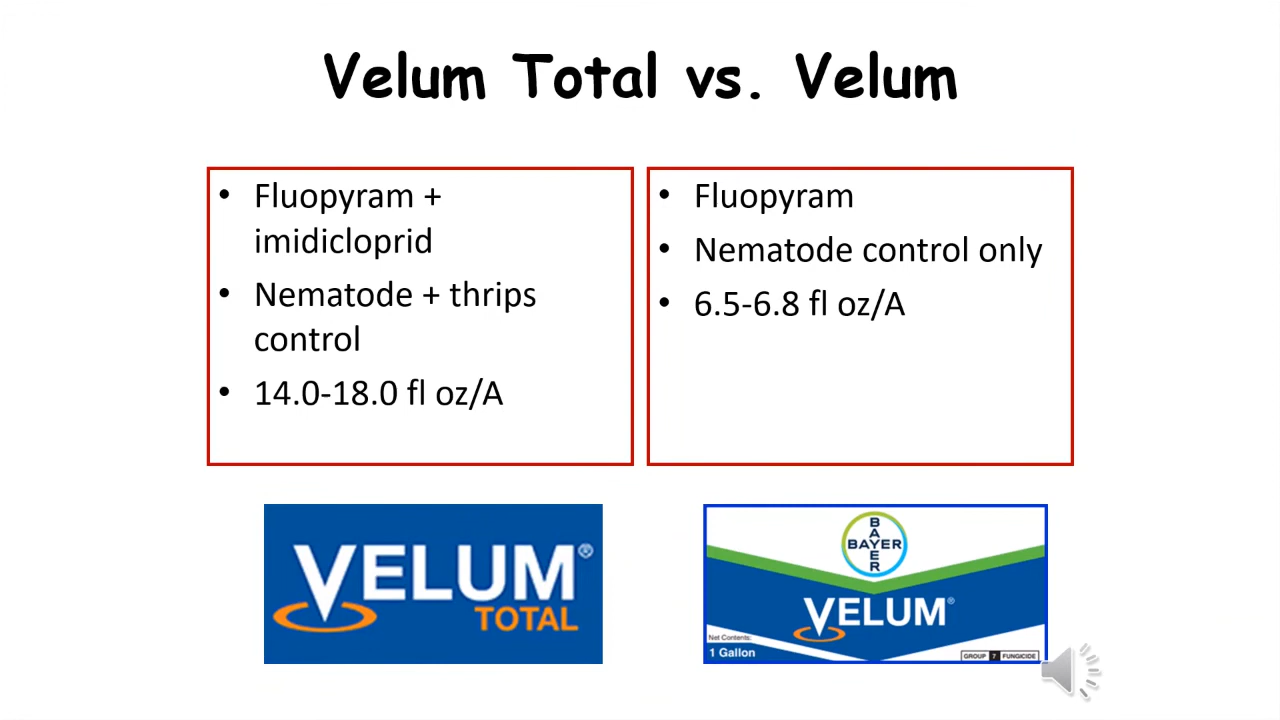 Velum Total vs. Velum
• Fluopyram +
imidicloprid
• Nematode + thrips
control
• 14.0-18.0 fl oz/A
• Fluopyram
• Nematode control only
• 6.5-6.8 fl oz/A
VELUM®
TOTAL
BAYER
BAYER
VELUM®
Net Contents:
1 Gallon
GROUP 7 FUNGICIDE